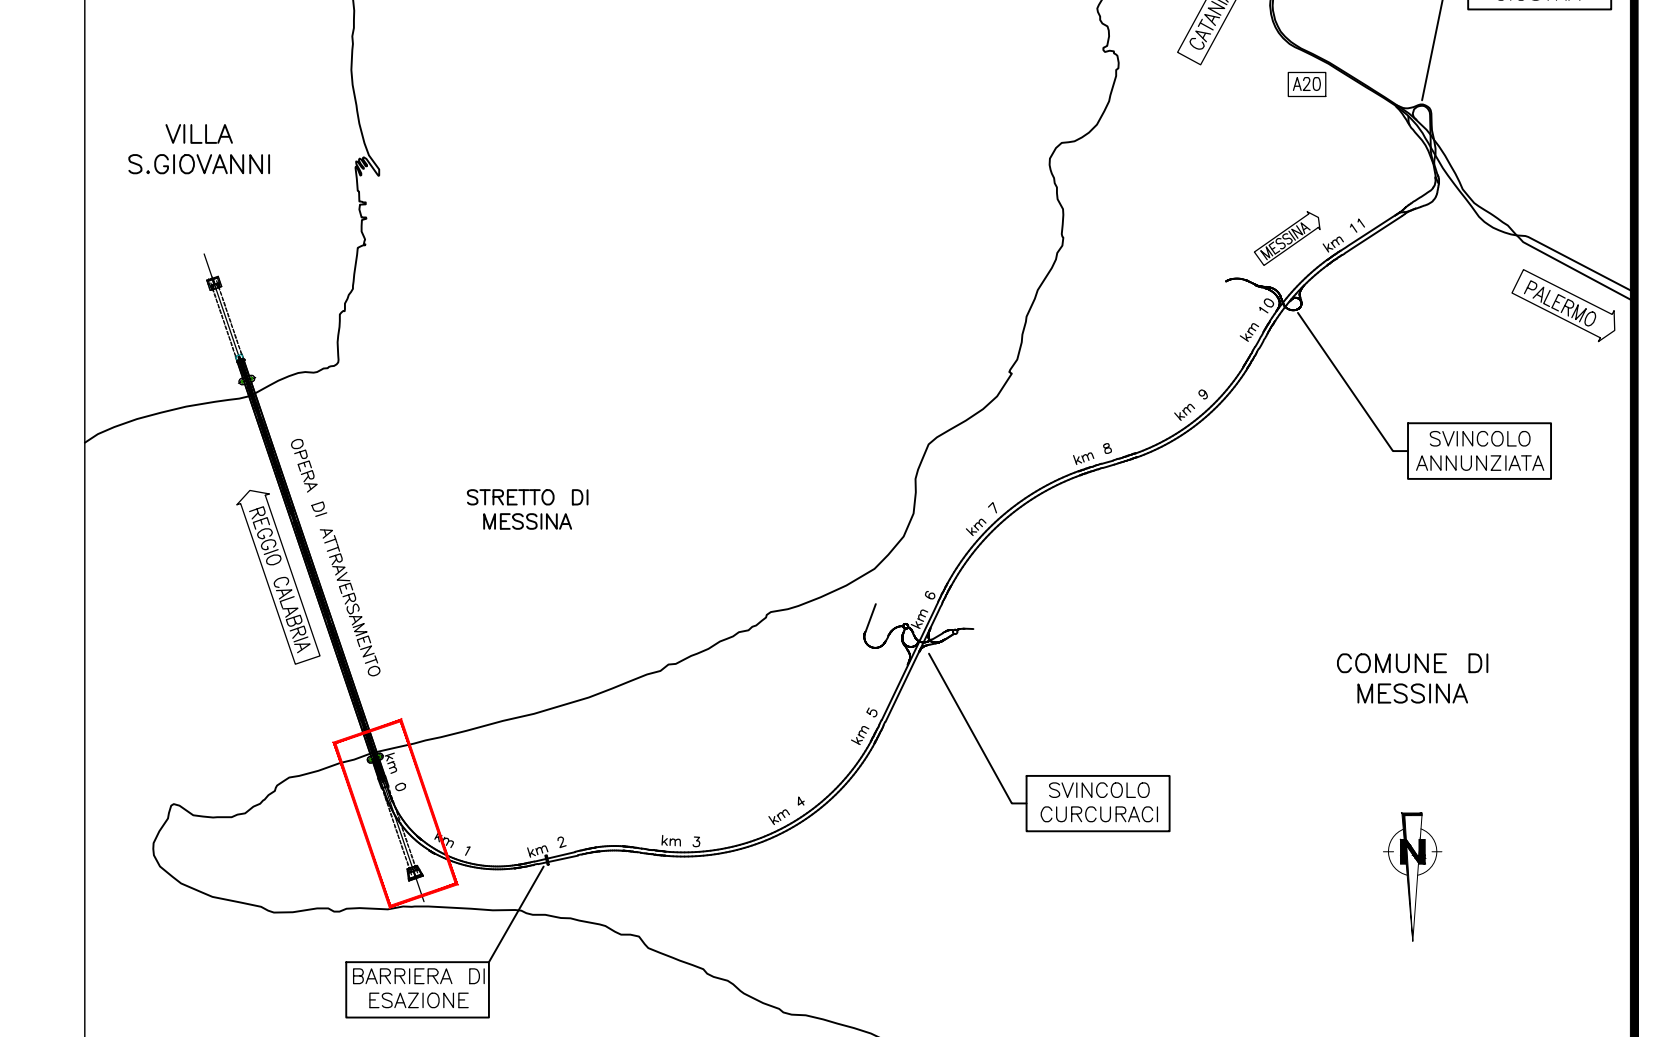 A20
VILLA
S.GIOVANNI
MESSINA
km 11
PALERMO
km 10
km 9
SVINCOLO
ANNUNZIATA
km 8
OPERA DI ATTRAVERSAMENTO
REGGIO CALABRIA
STRETTO DI
MESSINA
km 7
km 6
COMUNE DI
MESSINA
km 5
km 0
SVINCOLO
CURCURACI
km 4
km 3
km 2
km 1
N
BARRIERA DI
ESAZIONE